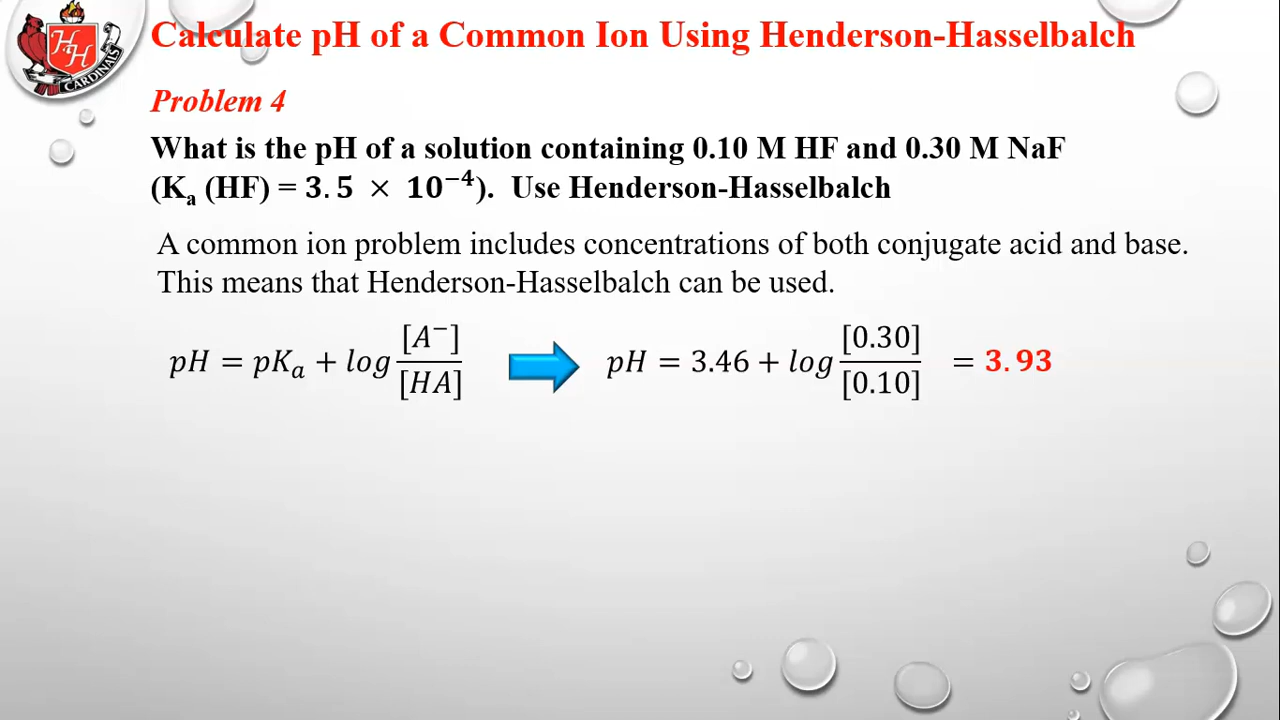 Calculate pH of a Common Ion Using Henderson-Hasselbalch
HH
CARDINALS
Problem 4
What is the pH of a solution containing 0.10 M HF and 0.30 M NaF
(Kₐ (HF) = 3.5 × 10⁻⁴). Use Henderson-Hasselbalch
A common ion problem includes concentrations of both conjugate acid and base.
This means that Henderson-Hasselbalch can be used.
pH = pKₐ + log [A⁻]/[HA] pH = 3.46 + log [0.30]/[0.10] = 3.93